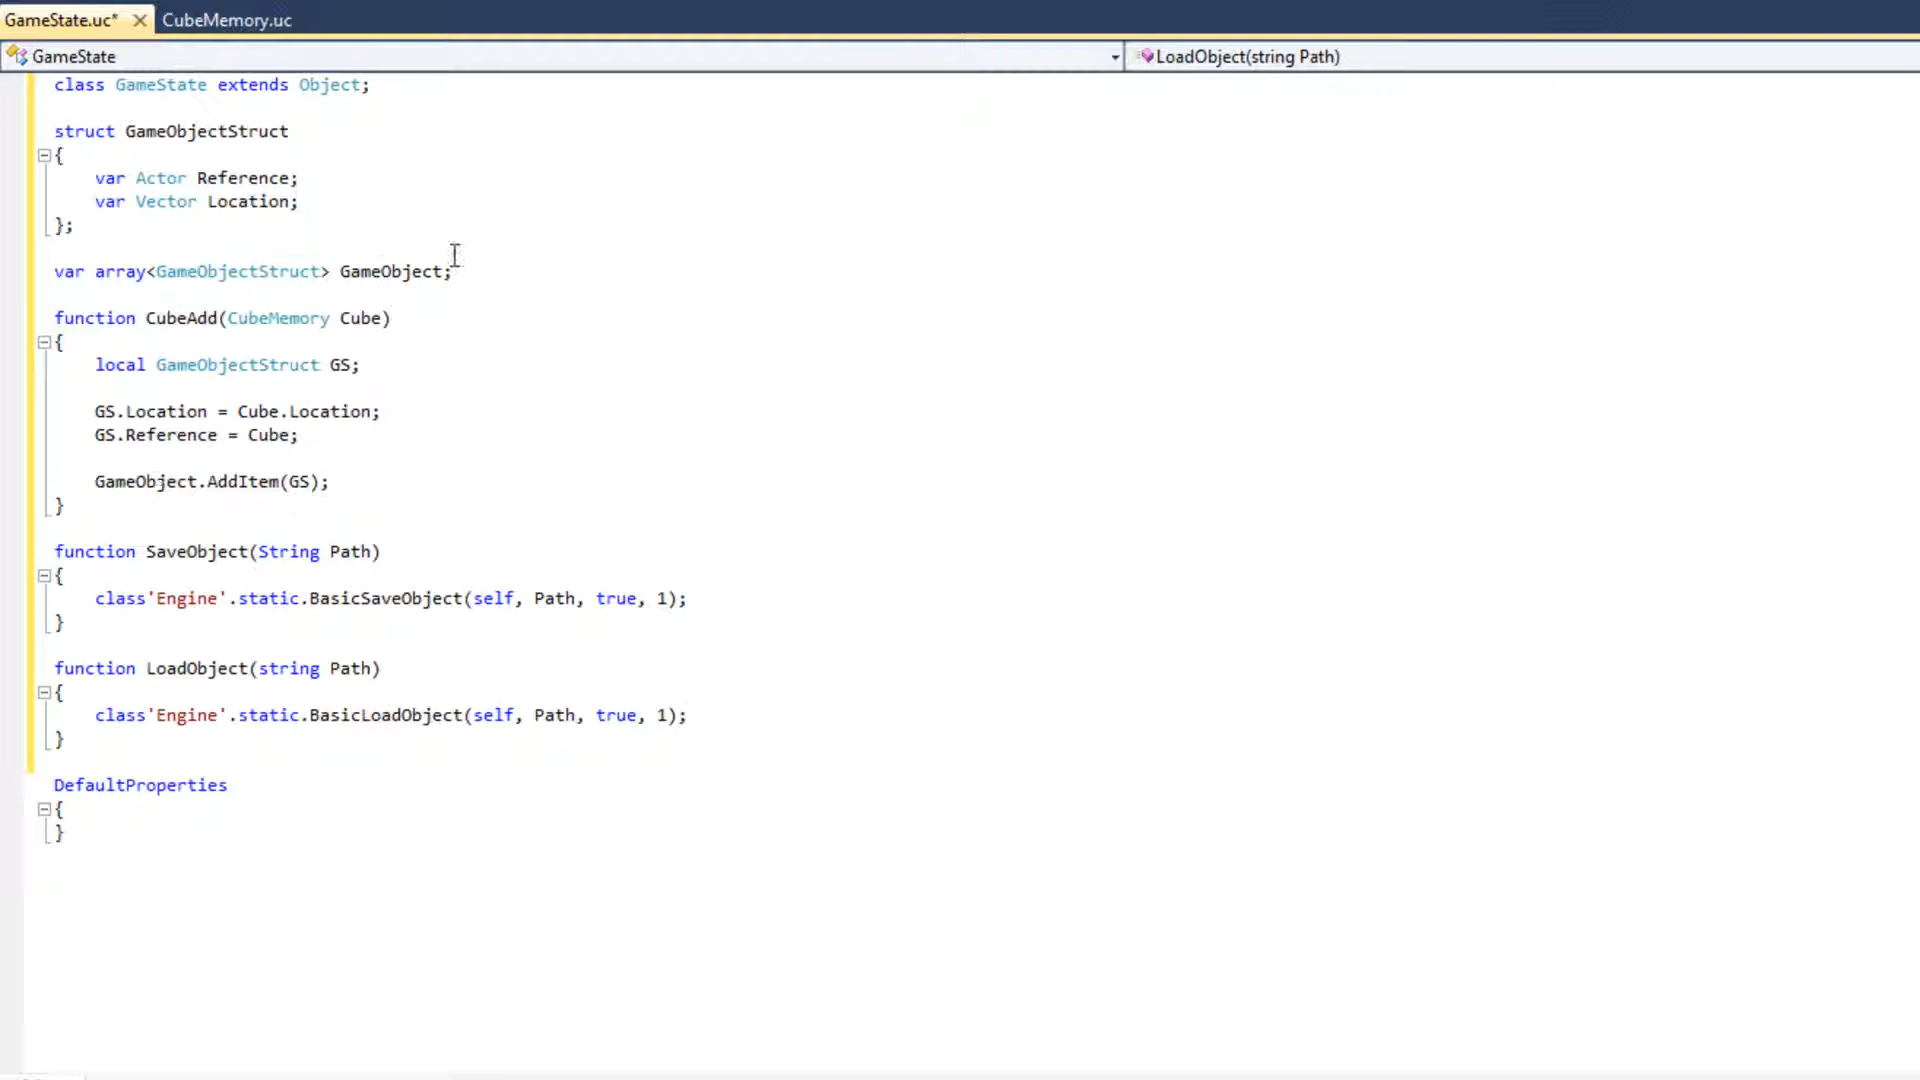 GameState.uc*
CubeMemory.uc
GameState
LoadObject(string Path)
class GameState extends Object;
struct GameObjectStruct
{
var Actor Reference;
var Vector Location;
};
var array<GameObjectStruct> GameObject;
function CubeAdd(CubeMemory Cube)
{
local GameObjectStruct GS;
GS.Location = Cube.Location;
GS.Reference = Cube;
GameObject.AddItem(GS);
}
function SaveObject(String Path)
{
class'Engine'.static.BasicSaveObject(self, Path, true, 1);
}
function LoadObject(string Path)
{
class'Engine'.static.BasicLoadObject(self, Path, true, 1);
}
DefaultProperties
{
}